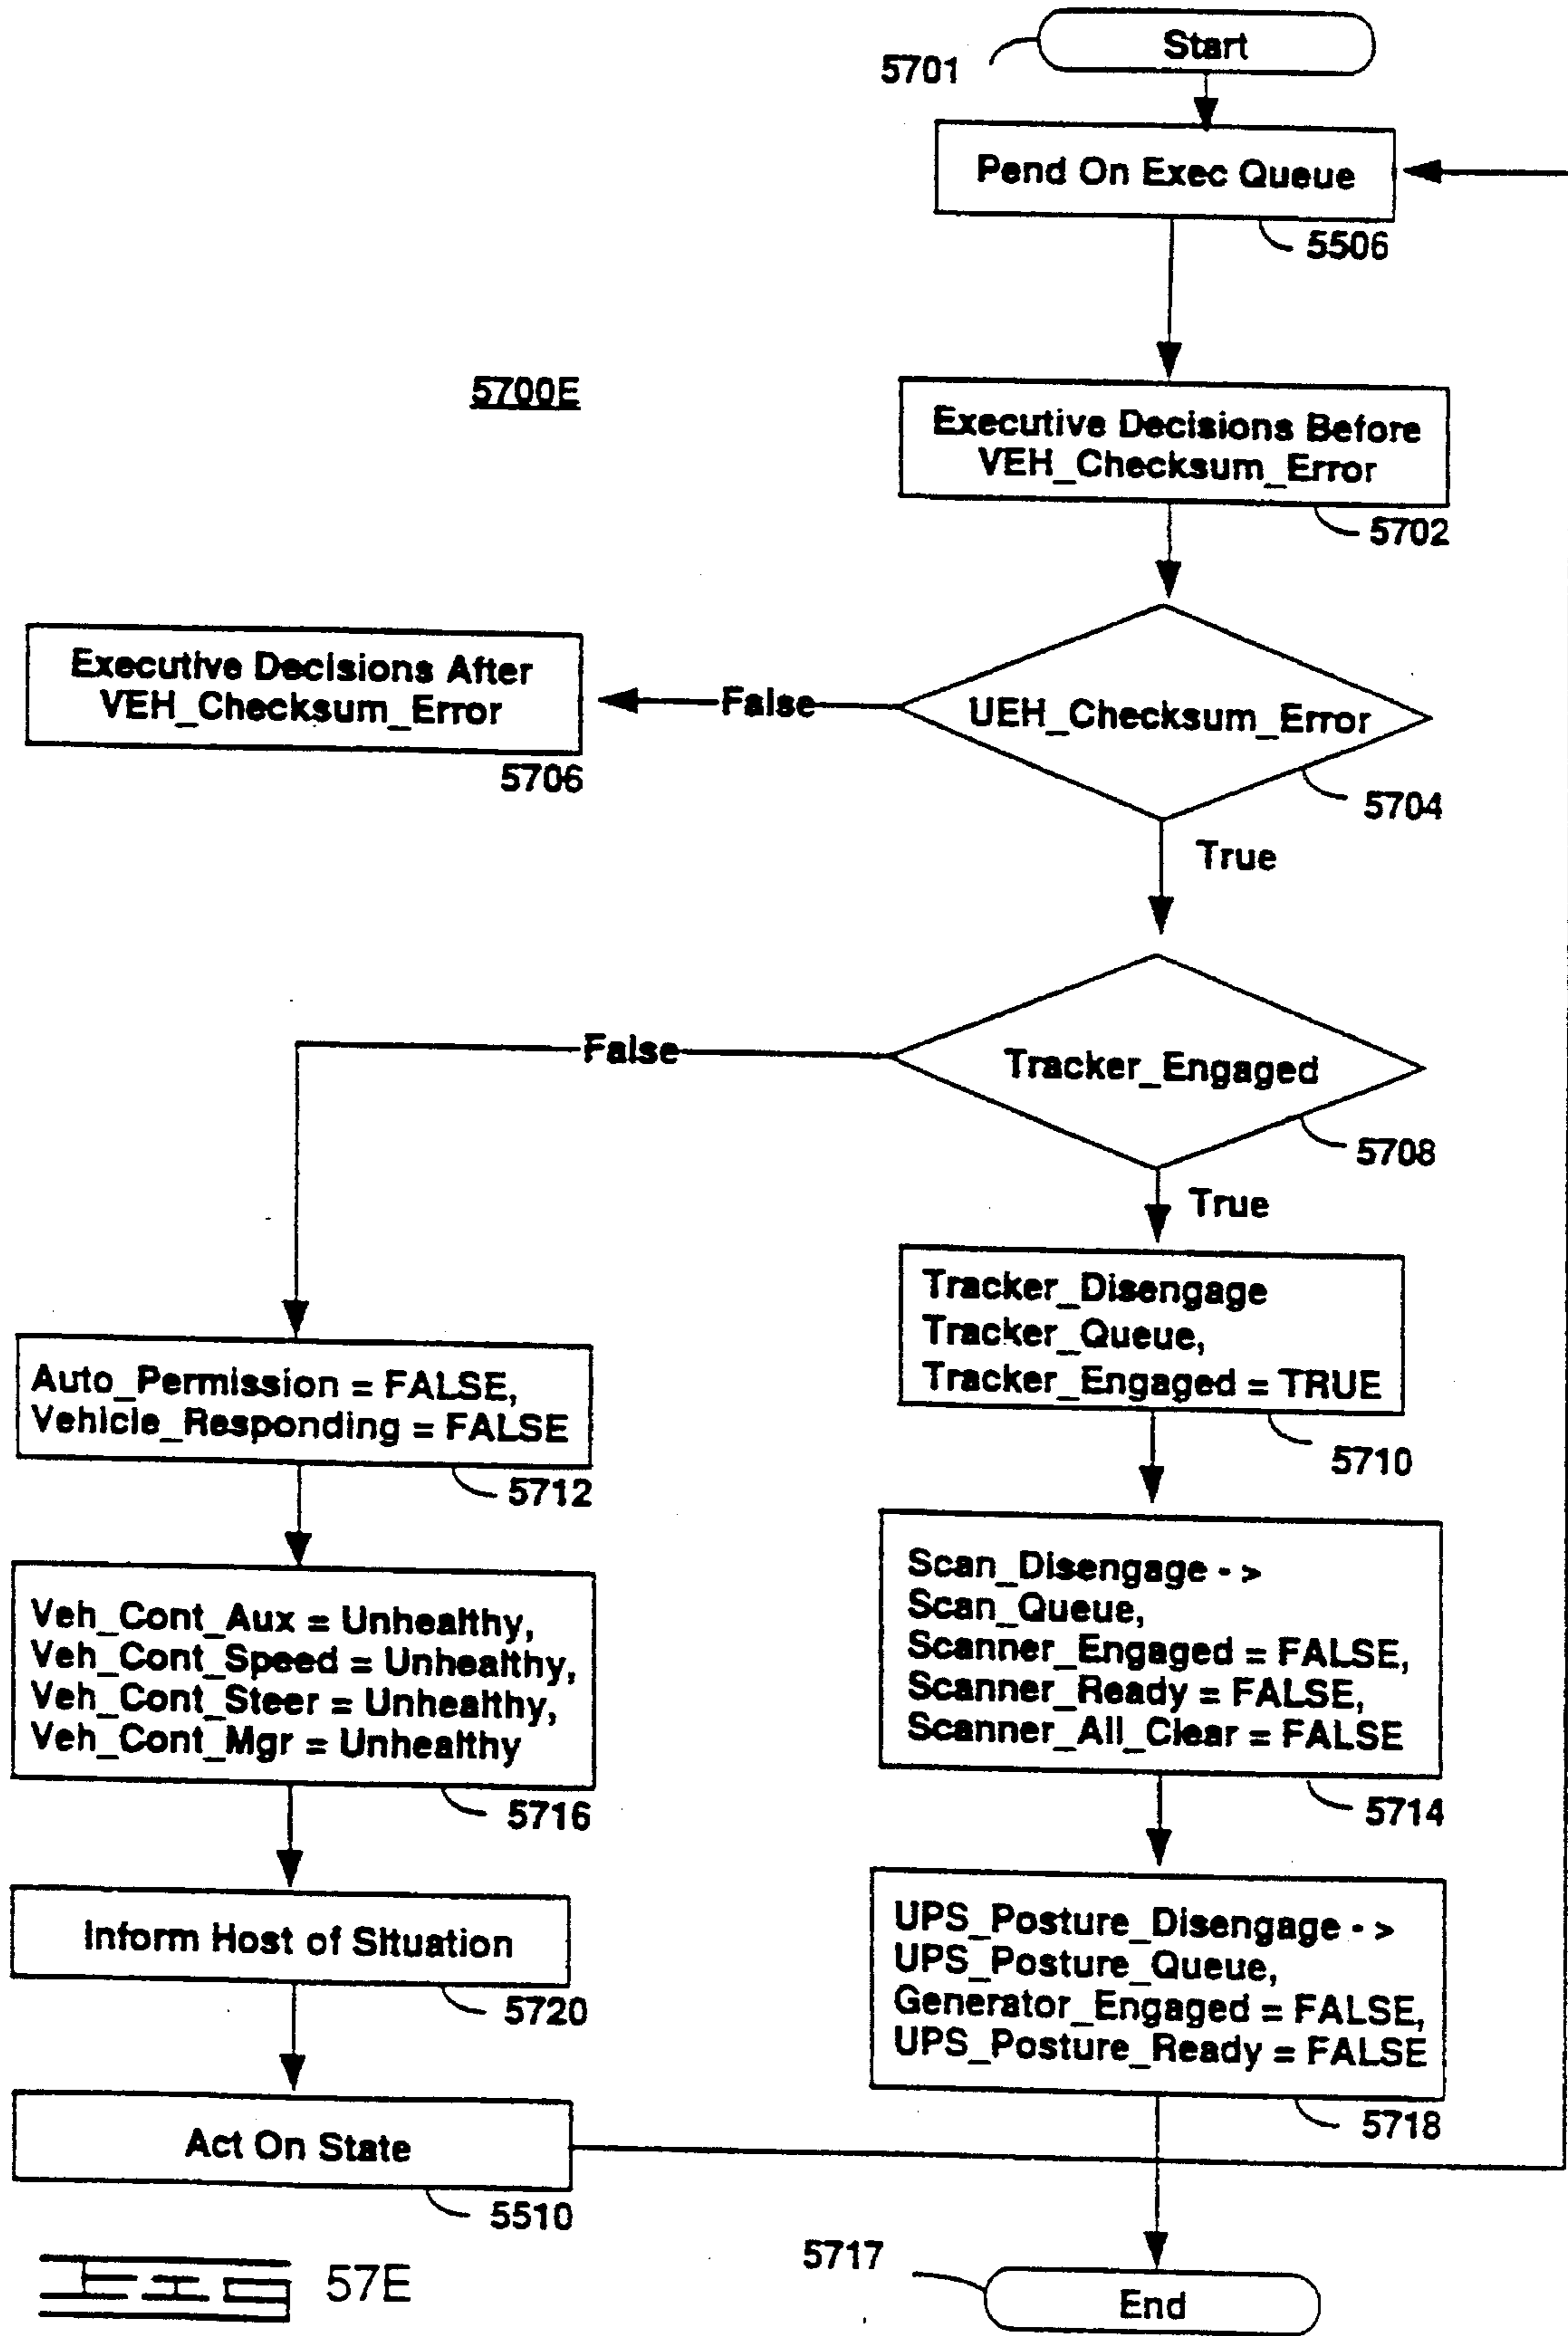 Start
5701
Pend On Exec Queue
5506
5700E
Executive Decisions Before
VEH_Checksum_Error
5702
Executive Decisions After
VEH_Checksum_Error
5706
False
UEH_Checksum_Error
5704
True
False
Tracker_Engaged
5708
True
Tracker_Disengage
Tracker_Queue,
Tracker_Engaged = TRUE
5710
Auto_Permission = FALSE,
Vehicle_Responding = FALSE
5712
Scan_Disengage - >
Scan_Queue,
Scanner_Engaged = FALSE,
Scanner_Ready = FALSE,
Scanner_All_Clear = FALSE
5714
Veh_Cont_Aux = Unhealthy,
Veh_Cont_Speed = Unhealthy,
Veh_Cont_Steer = Unhealthy,
Veh_Cont_Mgr = Unhealthy
5716
UPS_Posture_Disengage - >
UPS_Posture_Queue,
Generator_Engaged = FALSE,
UPS_Posture_Ready = FALSE
5718
Inform Host of Situation
5720
Act On State
5510
5717
End
FIG 57E